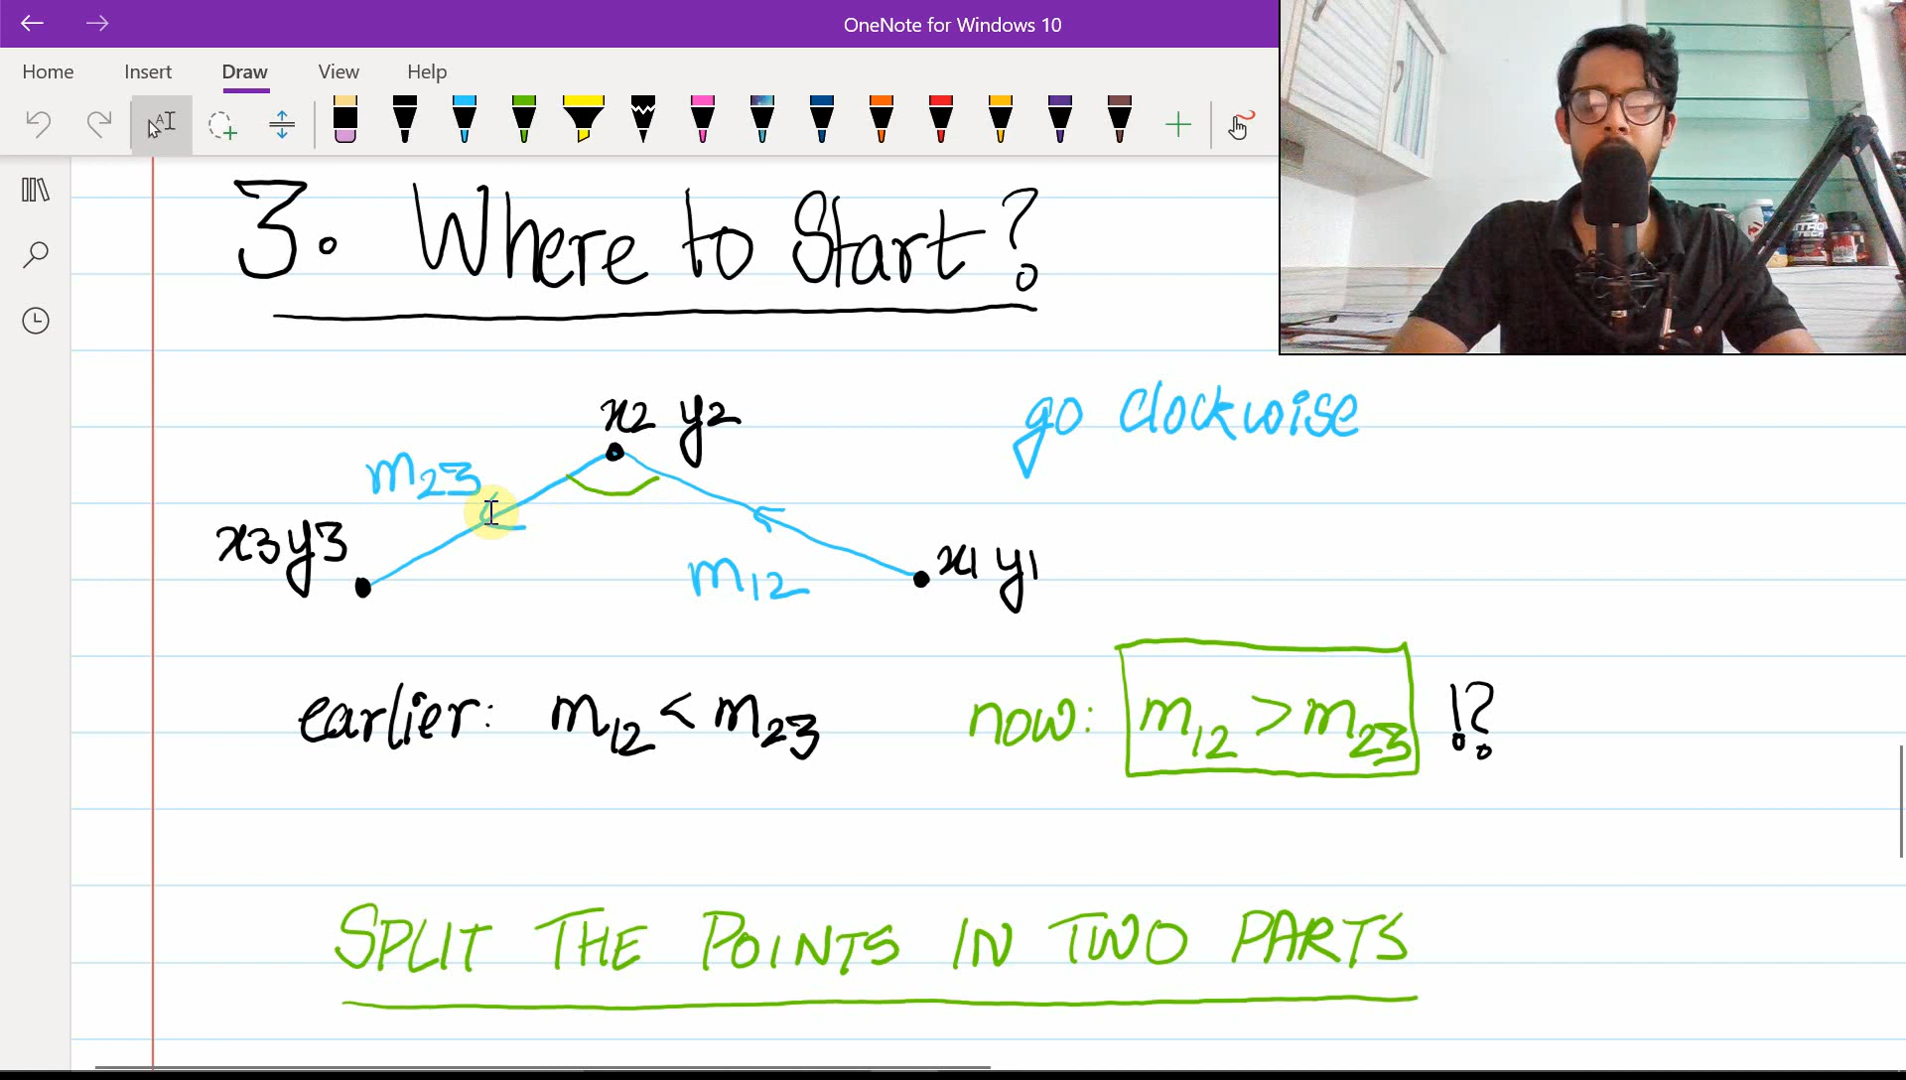 OneNote for Windows 10
Home Insert Draw View Help
3. Where to Start?
x2 y2
go clockwise
m23
x3 y3
x1 y1
m12
earlier: m12 < m23 now: m12 > m23 !?
SPLIT THE POINTS IN TWO PARTS